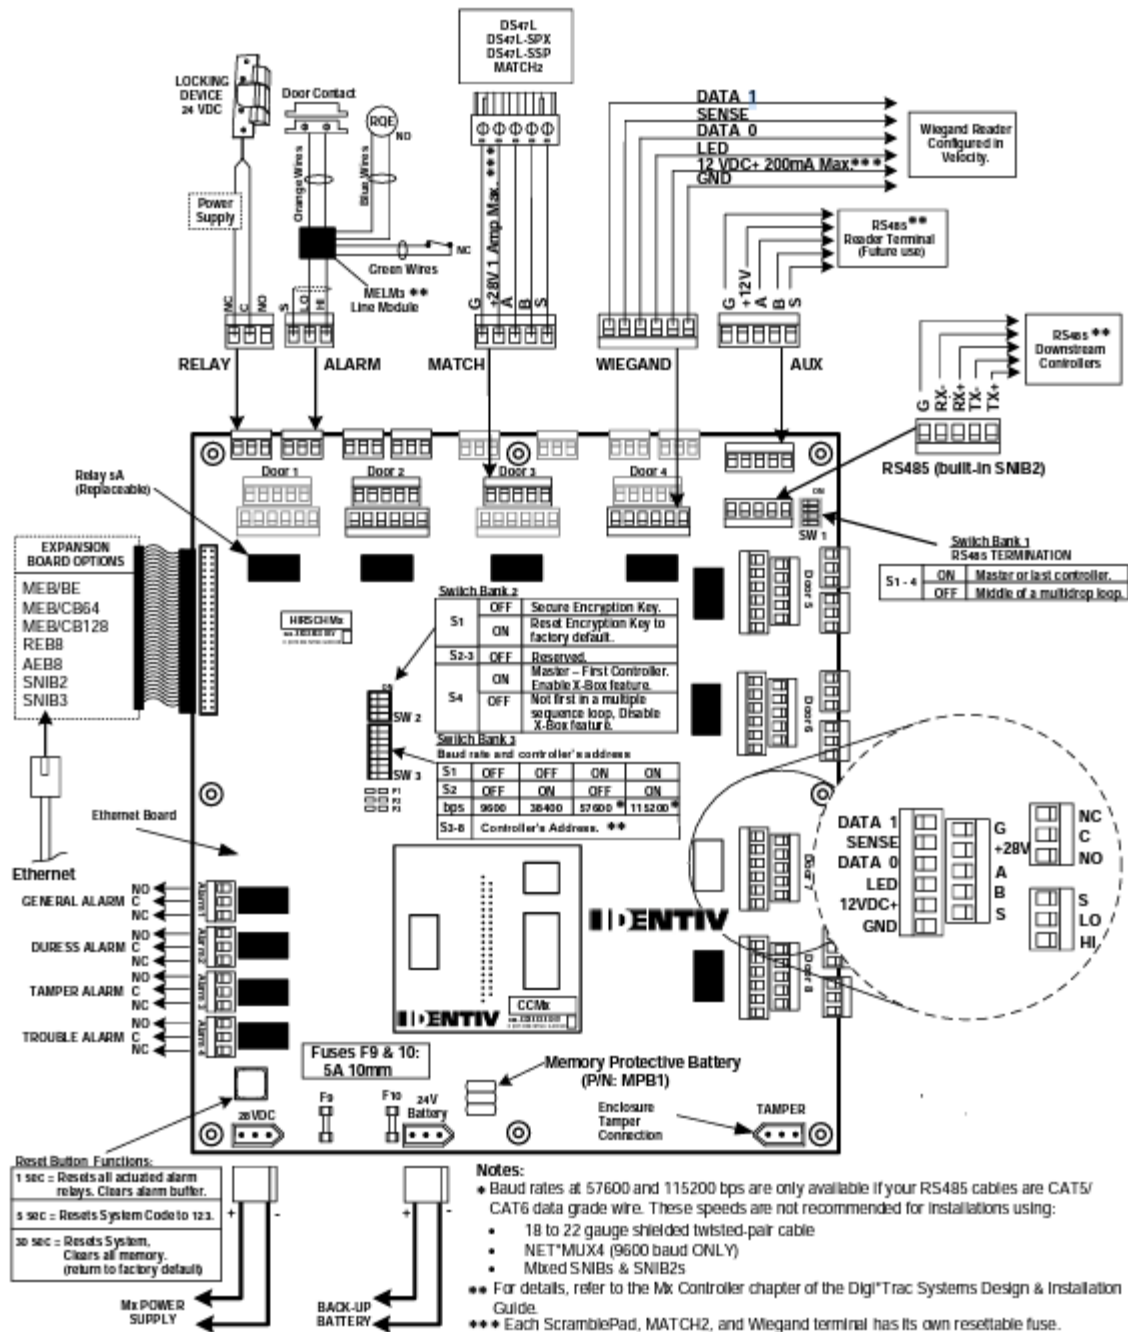 DS47L
DS47L-SPX
DS47L-SSP
MATCH2
LOCKING
DEVICE
24 VDC
Door Contact
RQE
NO
Orange Wires
Blue Wires
Power
Supply
NC
Green Wires
MELM3 **
Line Module
NC
C
NO
S
LO
HI
G
+28V 1 Amp Max. ***
A
B
S
DATA 1
SENSE
DATA 0
LED
12 VDC+ 200mA Max.***
GND
Wiegand Reader
Configured in
Velocity.
RS485 **
Reader Terminal
(Future use)
G
+12V
A
B
S
RELAY
ALARM
MATCH
WIEGAND
AUX
RS485 **
Downstream
Controllers
G
RX-
RX+
TX-
TX+
RS485 (built-in SNIB2)
Relay 5A
(Replaceable)
Door 1
Door 2
Door 3
Door 4
ON
SW 1
Switch Bank 1
RS485 TERMINATION
S1 - 4 ON Master or last controller.
OFF Middle of a multidrop loop.
EXPANSION
BOARD OPTIONS
MEB/BE
MEB/CB64
MEB/CB128
REB8
AEB8
SNIB2
SNIB3
HIRSCH Mx
Switch Bank 2
S1 OFF Secure Encryption Key.
ON Reset Encryption Key to
factory default.
S2-3 OFF Reserved.
S4 ON Master – First Controller.
Enable X-Box feature.
OFF Not first in a multiple
sequence loop, Disable
X-Box feature.
ON
SW 2
SW 3
P1
P2
P3
Switch Bank 3
Baud rate and controller's address
S1 OFF OFF ON ON
S2 OFF ON OFF ON
bps 9600 38400 57600 * 115200 *
S3-8 Controller's Address. **
Door 5
Door 6
Door 7
Door 8
DATA 1
SENSE
DATA 0
LED
12VDC+
GND
G
+28V
A
B
S
NC
C
NO
S
LO
HI
Ethernet Board
Ethernet
GENERAL ALARM
NO
C
NC
Alarm 1
DURESS ALARM
NO
C
NC
Alarm 2
TAMPER ALARM
NO
C
NC
Alarm 3
TROUBLE ALARM
NO
C
NC
Alarm 4
IDENTIV
CCMx
IDENTIV
Fuses F9 & 10:
5A 10mm
Memory Protective Battery
(P/N: MPB1)
F9
F10
28VDC
24V
Battery
Enclosure
Tamper
Connection
TAMPER
Reset Button Functions:
1 sec = Resets all actuated alarm
relays. Clears alarm buffer.
5 sec = Resets System Code to 123.
30 sec = Resets System,
Clears all memory.
(return to factory default)
+ -
+ -
Mx POWER
SUPPLY
BACK-UP
BATTERY
Notes:
* Baud rates at 57600 and 115200 bps are only available if your RS485 cables are CAT5/
CAT6 data grade wire. These speeds are not recommended for installations using:
• 18 to 22 gauge shielded twisted-pair cable
• NET*MUX4 (9600 baud ONLY)
• Mixed SNIBs & SNIB2s
** For details, refer to the Mx Controller chapter of the Digi*Trac Systems Design & Installation
Guide.
*** Each ScramblePad, MATCH2, and Wiegand terminal has its own resettable fuse.